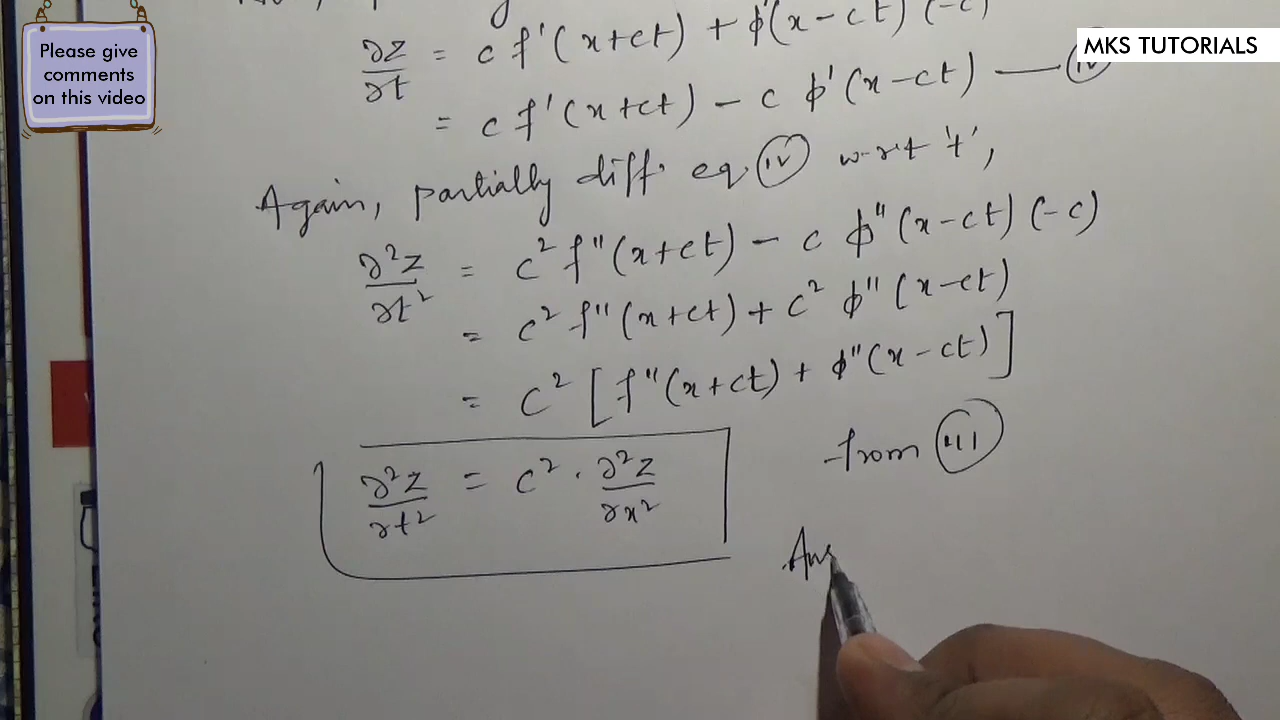 Please give
comments
on this video
MKS TUTORIALS
∂z/∂t = c f'(x+ct) + ϕ'(x-ct) (-c)
= c f'(x+ct) - c ϕ'(x-ct) — (iv)
Again, partially diff. eq (iv) w.r.t 't',
∂²z/∂t² = c² f''(x+ct) - c ϕ''(x-ct) (-c)
= c² f''(x+ct) + c² ϕ''(x-ct)
= c² [f''(x+ct) + ϕ''(x-ct)]
∂²z/∂t² = c² . ∂²z/∂x²
from (iii)
Ans